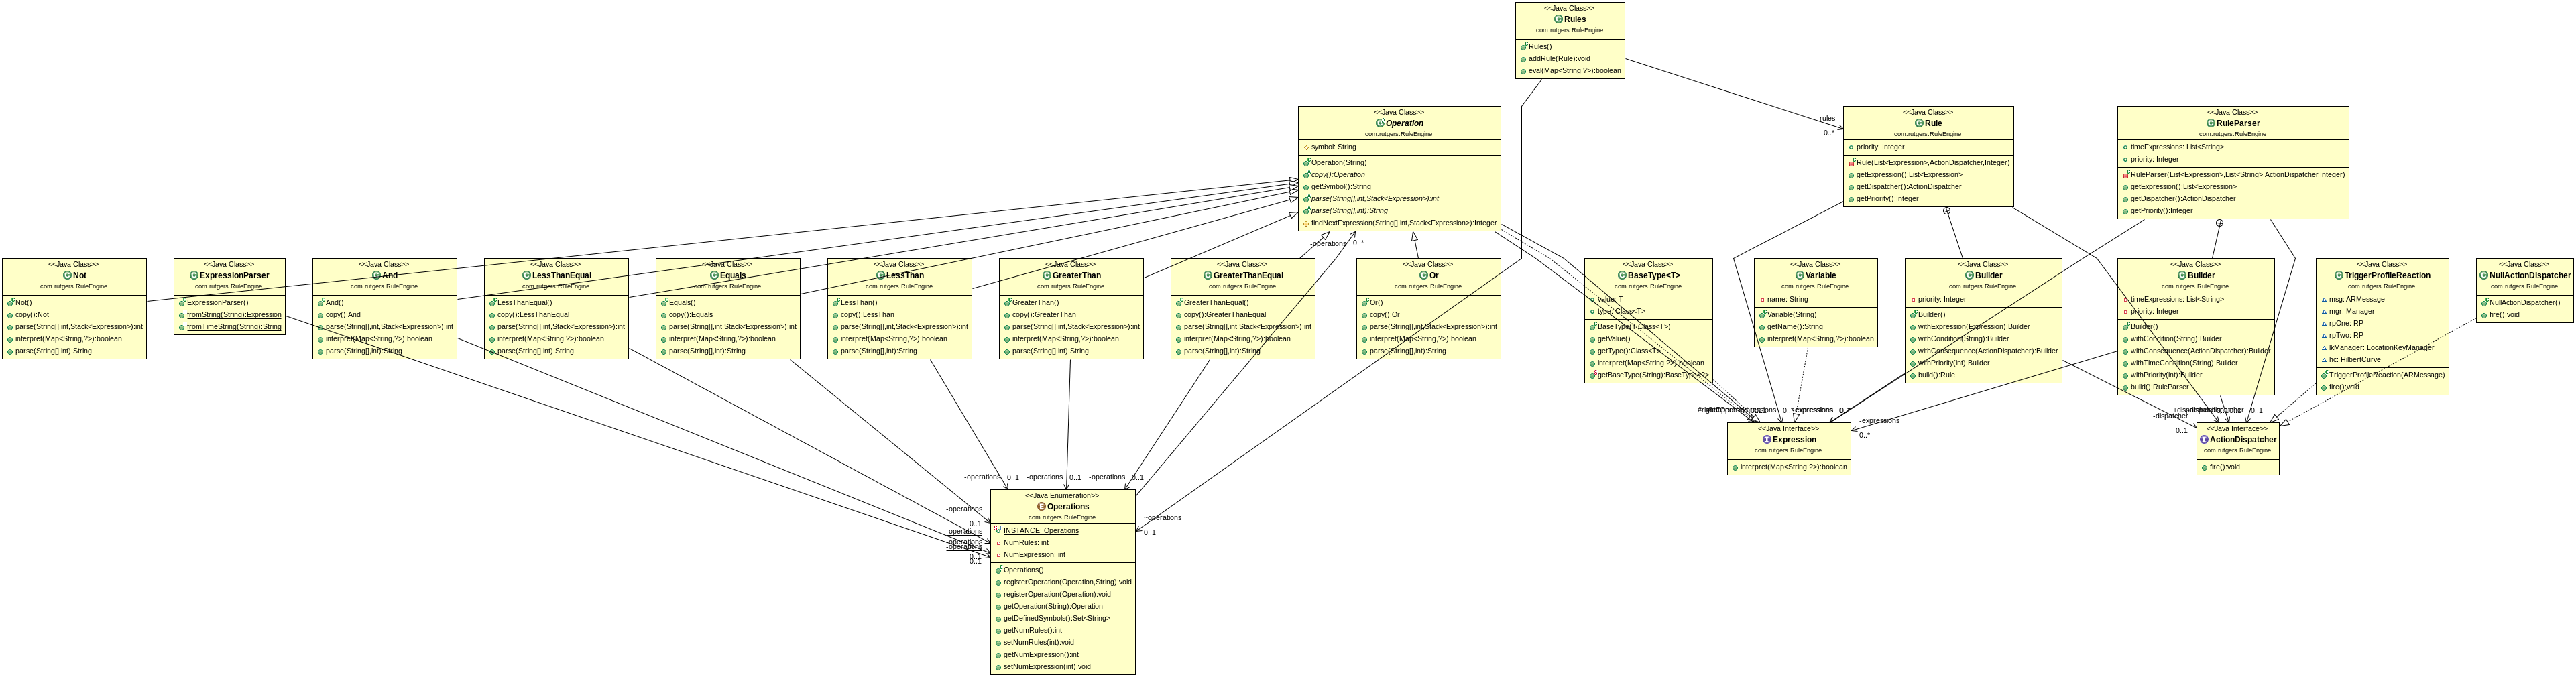 <<Java Class>>
Rules
com.rutgers.RuleEngine
Rules()
addRule(Rule):void
eval(Map<String,?>):boolean
<<Java Class>>
Operation
com.rutgers.RuleEngine
symbol: String
Operation(String)
copy():Operation
getSymbol():String
parse(String[],int,Stack<Expression>):int
parse(String[],int):String
findNextExpression(String[],int,Stack<Expression>):Integer
-rules
0..*
<<Java Class>>
Rule
com.rutgers.RuleEngine
priority: Integer
Rule(List<Expression>,ActionDispatcher,Integer)
getExpression():List<Expression>
getDispatcher():ActionDispatcher
getPriority():Integer
<<Java Class>>
RuleParser
com.rutgers.RuleEngine
timeExpressions: List<String>
priority: Integer
RuleParser(List<Expression>,List<String>,ActionDispatcher,Integer)
getExpression():List<Expression>
getDispatcher():ActionDispatcher
getPriority():Integer
-operations
0..*
<<Java Class>>
Not
com.rutgers.RuleEngine
Not()
copy():Not
parse(String[],int,Stack<Expression>):int
interpret(Map<String,?>):boolean
parse(String[],int):String
<<Java Class>>
ExpressionParser
com.rutgers.RuleEngine
ExpressionParser()
fromString(String):Expression
fromTimeString(String):String
<<Java Class>>
And
com.rutgers.RuleEngine
And()
copy():And
parse(String[],int,Stack<Expression>):int
interpret(Map<String,?>):boolean
parse(String[],int):String
<<Java Class>>
LessThanEqual
com.rutgers.RuleEngine
LessThanEqual()
copy():LessThanEqual
parse(String[],int,Stack<Expression>):int
interpret(Map<String,?>):boolean
parse(String[],int):String
<<Java Class>>
Equals
com.rutgers.RuleEngine
Equals()
copy():Equals
parse(String[],int,Stack<Expression>):int
interpret(Map<String,?>):boolean
parse(String[],int):String
<<Java Class>>
LessThan
com.rutgers.RuleEngine
LessThan()
copy():LessThan
parse(String[],int,Stack<Expression>):int
interpret(Map<String,?>):boolean
parse(String[],int):String
<<Java Class>>
GreaterThan
com.rutgers.RuleEngine
GreaterThan()
copy():GreaterThan
parse(String[],int,Stack<Expression>):int
interpret(Map<String,?>):boolean
parse(String[],int):String
<<Java Class>>
GreaterThanEqual
com.rutgers.RuleEngine
GreaterThanEqual()
copy():GreaterThanEqual
parse(String[],int,Stack<Expression>):int
interpret(Map<String,?>):boolean
parse(String[],int):String
<<Java Class>>
Or
com.rutgers.RuleEngine
Or()
copy():Or
parse(String[],int,Stack<Expression>):int
interpret(Map<String,?>):boolean
parse(String[],int):String
<<Java Class>>
BaseType<T>
com.rutgers.RuleEngine
value: T
type: Class<T>
BaseType(T,Class<T>)
getValue()
getType():Class<T>
interpret(Map<String,?>):boolean
getBaseType(String):BaseType<?>
<<Java Class>>
Variable
com.rutgers.RuleEngine
name: String
Variable(String)
getName():String
interpret(Map<String,?>):boolean
<<Java Class>>
Builder
com.rutgers.RuleEngine
priority: Integer
Builder()
withExpression(Expression):Builder
withCondition(String):Builder
withConsequence(ActionDispatcher):Builder
withPriority(int):Builder
build():Rule
<<Java Class>>
Builder
com.rutgers.RuleEngine
timeExpressions: List<String>
priority: Integer
Builder()
withCondition(String):Builder
withConsequence(ActionDispatcher):Builder
withTimeCondition(String):Builder
withPriority(int):Builder
build():RuleParser
<<Java Class>>
TriggerProfileReaction
com.rutgers.RuleEngine
msg: ARMessage
mgr: Manager
rpOne: RP
rpTwo: RP
lkManager: LocationKeyManager
hc: HilbertCurve
TriggerProfileReaction(ARMessage)
fire():void
<<Java Class>>
NullActionDispatcher
com.rutgers.RuleEngine
NullActionDispatcher()
fire():void
0..*
-expressions
0..*
0..1
-dispatcher
0..1
-expressions
0..*
<<Java Interface>>
Expression
com.rutgers.RuleEngine
interpret(Map<String,?>):boolean
<<Java Interface>>
ActionDispatcher
com.rutgers.RuleEngine
fire():void
-operations
0..1
-operations
0..1
-operations
0..1
-operations
0..1
-operations
0..1
-operations
0..1
~operations
0..1
<<Java Enumeration>>
Operations
com.rutgers.RuleEngine
INSTANCE: Operations
NumRules: int
NumExpression: int
Operations()
registerOperation(Operation,String):void
registerOperation(Operation):void
getOperation(String):Operation
getDefinedSymbols():Set<String>
getNumRules():int
setNumRules(int):void
getNumExpression():int
setNumExpression(int):void